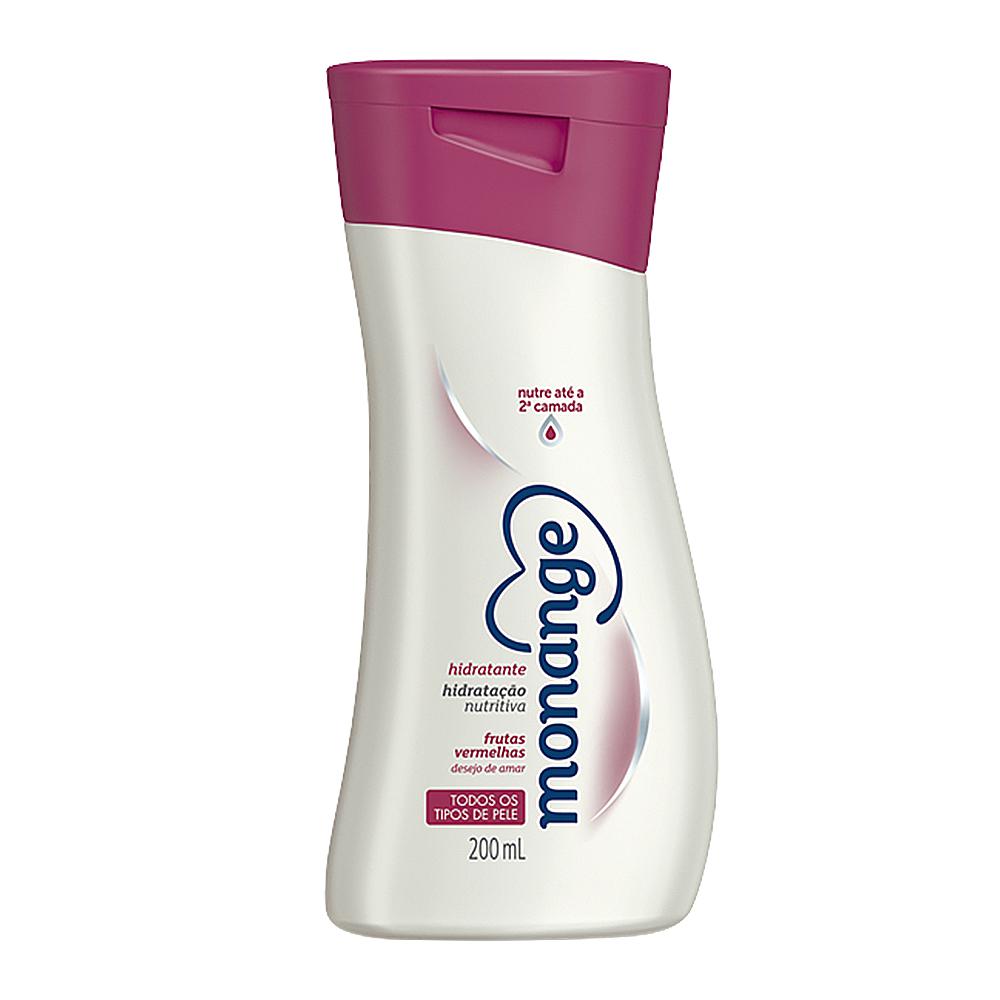 nutre até a
2ª camada
monange
hidratante
hidratação
nutritiva
frutas
vermelhas
desejo de amar
TODOS OS
TIPOS DE PELE
200 mL